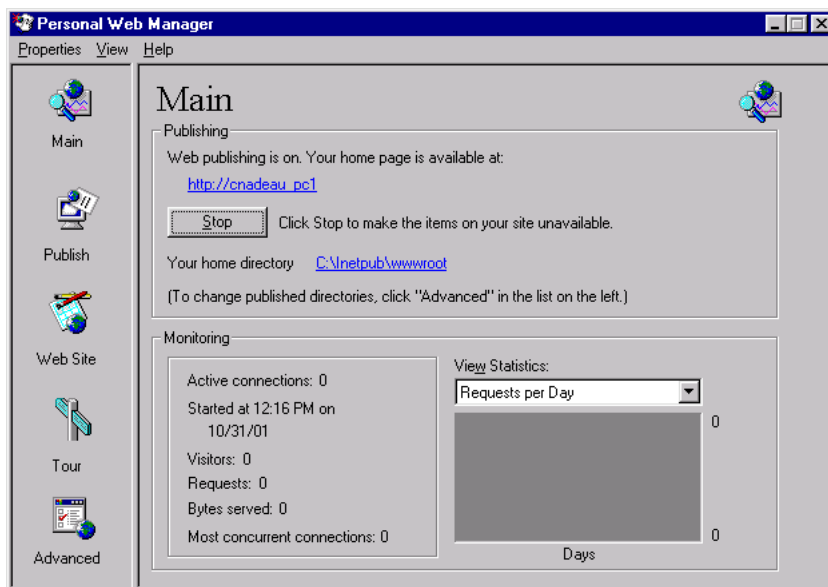 Personal Web Manager
Properties View Help
Main
Publish
Web Site
Tour
Advanced
Main
Publishing
Web publishing is on. Your home page is available at:
http://cnadeau_pc1
Stop Click Stop to make the items on your site unavailable.
Your home directory C:\Inetpub\wwwroot
(To change published directories, click "Advanced" in the list on the left.)
Monitoring
Active connections: 0
Started at 12:16 PM on
10/31/01
Visitors: 0
Requests: 0
Bytes served: 0
Most concurrent connections: 0
View Statistics:
Requests per Day
0
0
Days